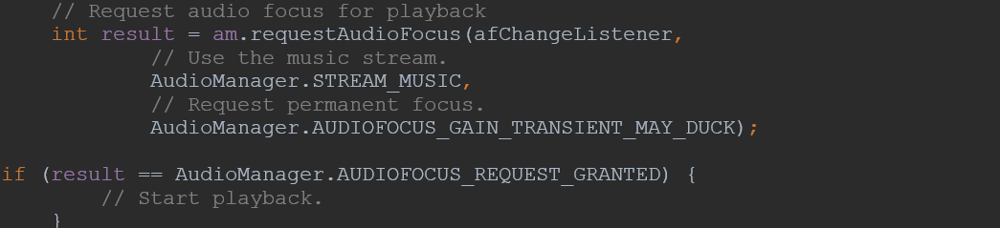 // Request audio focus for playback
int result = am.requestAudioFocus(afChangeListener,
// Use the music stream.
AudioManager.STREAM_MUSIC,
// Request permanent focus.
AudioManager.AUDIOFOCUS_GAIN_TRANSIENT_MAY_DUCK);
if (result == AudioManager.AUDIOFOCUS_REQUEST_GRANTED) {
// Start playback.
}